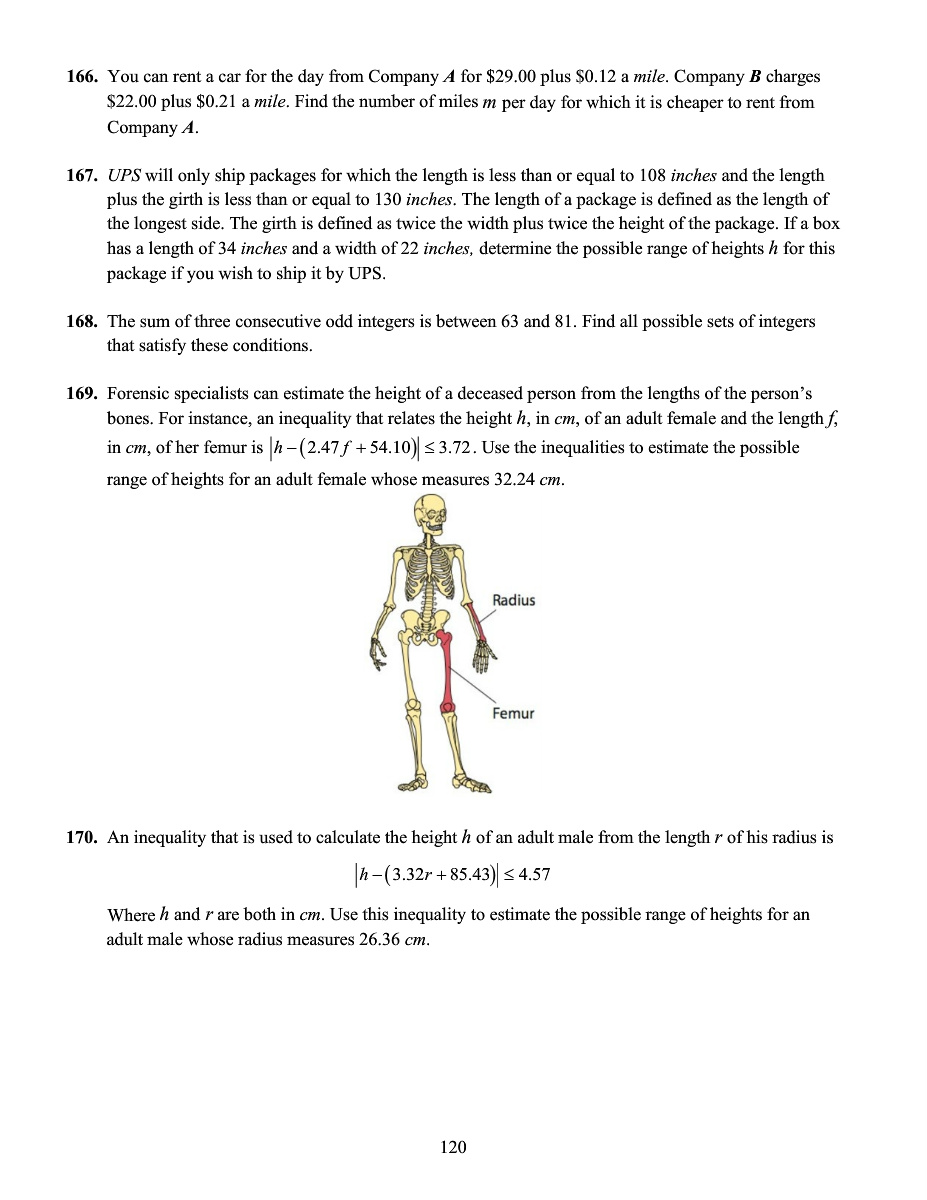 166. You can rent a car for the day from Company A for $29.00 plus $0.12 a mile. Company B charges
$22.00 plus $0.21 a mile. Find the number of miles m per day for which it is cheaper to rent from
Company A.
167. UPS will only ship packages for which the length is less than or equal to 108 inches and the length
plus the girth is less than or equal to 130 inches. The length of a package is defined as the length of
the longest side. The girth is defined as twice the width plus twice the height of the package. If a box
has a length of 34 inches and a width of 22 inches, determine the possible range of heights h for this
package if you wish to ship it by UPS.
168. The sum of three consecutive odd integers is between 63 and 81. Find all possible sets of integers
that satisfy these conditions.
169. Forensic specialists can estimate the height of a deceased person from the lengths of the person’s
bones. For instance, an inequality that relates the height h, in cm, of an adult female and the length f,
in cm, of her femur is |h−(2.47f+54.10)|≤3.72. Use the inequalities to estimate the possible
range of heights for an adult female whose measures 32.24 cm.
Radius
Femur
170. An inequality that is used to calculate the height h of an adult male from the length r of his radius is
|h−(3.32r+85.43)|≤4.57
Where h and r are both in cm. Use this inequality to estimate the possible range of heights for an
adult male whose radius measures 26.36 cm.
120